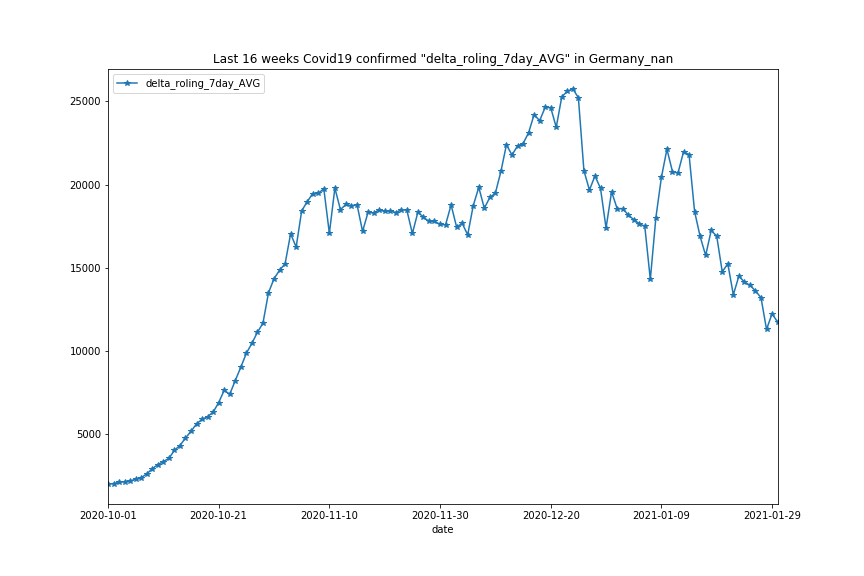 Last 16 weeks Covid19 confirmed "delta_roling_7day_AVG" in Germany_nan
delta_roling_7day_AVG
25000
20000
15000
10000
5000
2020-10-01 2020-10-21 2020-11-10 2020-11-30 2020-12-20 2021-01-09 2021-01-29
date